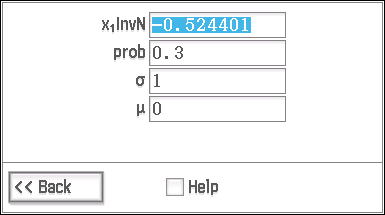 x₁InvN -0.524401
prob 0.3
σ 1
μ 0
<< Back Help